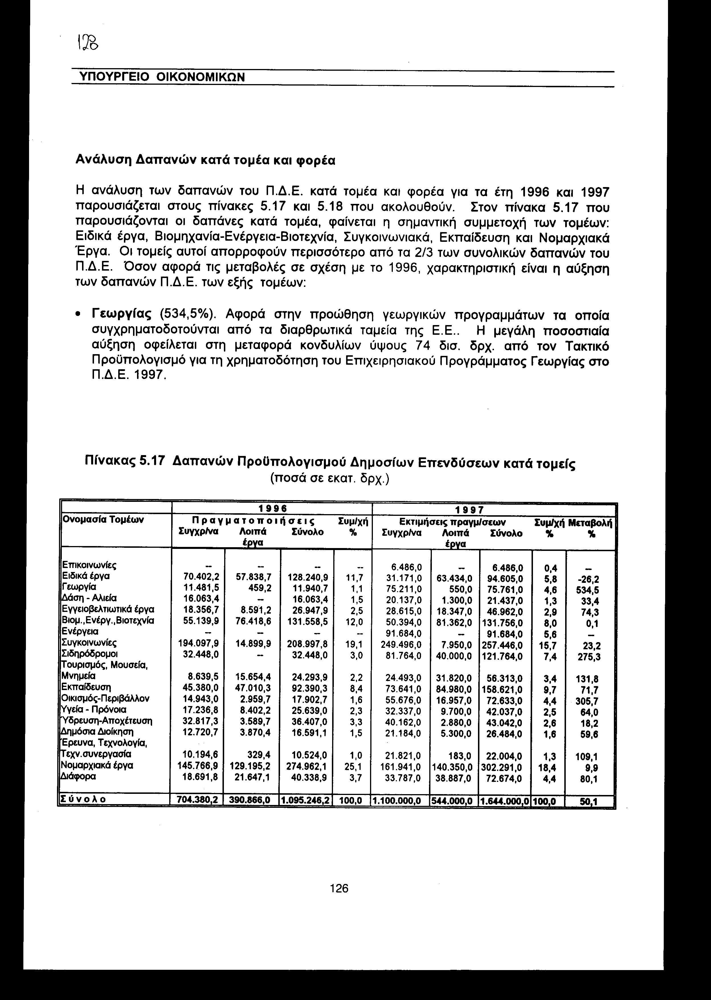 128
ΥΠΟΥΡΓΕΙΟ ΟΙΚΟΝΟΜΙΚΩΝ
Ανάλυση Δαπανών κατά τομέα και φορέα
Η ανάλυση των δαπανών του Π.Δ.Ε. κατά τομέα και φορέα για τα έτη 1996 και 1997
παρουσιάζεται στους πίνακες 5.17 και 5.18 που ακολουθούν. Στον πίνακα 5.17 που
παρουσιάζονται οι δαπάνες κατά τομέα, φαίνεται η σημαντική συμμετοχή των τομέων:
Ειδικά έργα, Βιομηχανία-Ενέργεια-Βιοτεχνία, Συγκοινωνιακά, Εκπαίδευση και Νομαρχιακά
Έργα. Οι τομείς αυτοί απορροφούν περισσότερο από τα 2/3 των συνολικών δαπανών του
Π.Δ.Ε. Όσον αφορά τις μεταβολές σε σχέση με το 1996, χαρακτηριστική είναι η αύξηση
των δαπανών Π.Δ.Ε. των εξής τομέων:
• Γεωργίας (534,5%). Αφορά στην προώθηση γεωργικών προγραμμάτων τα οποία
συγχρηματοδοτούνται από τα διαρθρωτικά ταμεία της Ε.Ε.. Η μεγάλη ποσοστιαία
αύξηση οφείλεται στη μεταφορά κονδυλίων ύψους 74 δισ. δρχ. από τον Τακτικό
Προϋπολογισμό για τη χρηματοδότηση του Επιχειρησιακού Προγράμματος Γεωργίας στο
Π.Δ.Ε. 1997.
Πίνακας 5.17 Δαπανών Προϋπολογισμού Δημοσίων Επενδύσεων κατά τομείς
(ποσά σε εκατ. δρχ.)
1996 1997
Ονομασία Τομέων Πραγματοποιήσεις Συμ/χή Εκτιμήσεις πραγμ/σεων Συμ/χή Μεταβολή
Συγχρ/να Λοιπά Σύνολο % Συγχρ/να Λοιπά Σύνολο % %
έργα έργα
Επικοινωνίες -- -- -- -- 6.486,0 -- 6.486,0 0,4 --
Ειδικά έργα 70.402,2 57.838,7 128.240,9 11,7 31.171,0 63.434,0 94.605,0 5,8 -26,2
Γεωργία 11.481,5 459,2 11.940,7 1,1 75.211,0 550,0 75.761,0 4,6 534,5
Δάση - Αλιεία 16.063,4 -- 16.063,4 1,5 20.137,0 1.300,0 21.437,0 1,3 33,4
Εγγειοβελτιωτικά έργα 18.356,7 8.591,2 26.947,9 2,5 28.615,0 18.347,0 46.962,0 2,9 74,3
Βιομ.,Ενέργ.,Βιοτεχνία 55.139,9 76.418,6 131.558,5 12,0 50.394,0 81.362,0 131.756,0 8,0 0,1
Ενέργεια -- -- -- -- 91.684,0 -- 91.684,0 5,6 --
Συγκοινωνίες 194.097,9 14.899,9 208.997,8 19,1 249.496,0 7.950,0 257.446,0 15,7 23,2
Σιδηρόδρομοι 32.448,0 -- 32.448,0 3,0 81.764,0 40.000,0 121.764,0 7,4 275,3
Τουρισμός, Μουσεία,
Μνημεία 8.639,5 15.654,4 24.293,9 2,2 24.493,0 31.820,0 56.313,0 3,4 131,8
Εκπαίδευση 45.380,0 47.010,3 92.390,3 8,4 73.641,0 84.980,0 158.621,0 9,7 71,7
Οικισμός-Περιβάλλον 14.943,0 2.959,7 17.902,7 1,6 55.676,0 16.957,0 72.633,0 4,4 305,7
Υγεία - Πρόνοια 17.236,8 8.402,2 25.639,0 2,3 32.337,0 9.700,0 42.037,0 2,5 64,0
Ύδρευση-Αποχέτευση 32.817,3 3.589,7 36.407,0 3,3 40.162,0 2.880,0 43.042,0 2,6 18,2
Δημόσια Διοίκηση 12.720,7 3.870,4 16.591,1 1,5 21.184,0 5.300,0 26.484,0 1,6 59,6
Έρευνα, Τεχνολογία,
Τεχν.συνεργασία 10.194,6 329,4 10.524,0 1,0 21.821,0 183,0 22.004,0 1,3 109,1
Νομαρχιακά έργα 145.766,9 129.195,2 274.962,1 25,1 161.941,0 140.350,0 302.291,0 18,4 9,9
Διάφορα 18.691,8 21.647,1 40.338,9 3,7 33.787,0 38.887,0 72.674,0 4,4 80,1
Σύνολο 704.380,2 390.866,0 1.095.246,2 100,0 1.100.000,0 544.000,0 1.644.000,0 100,0 50,1
126